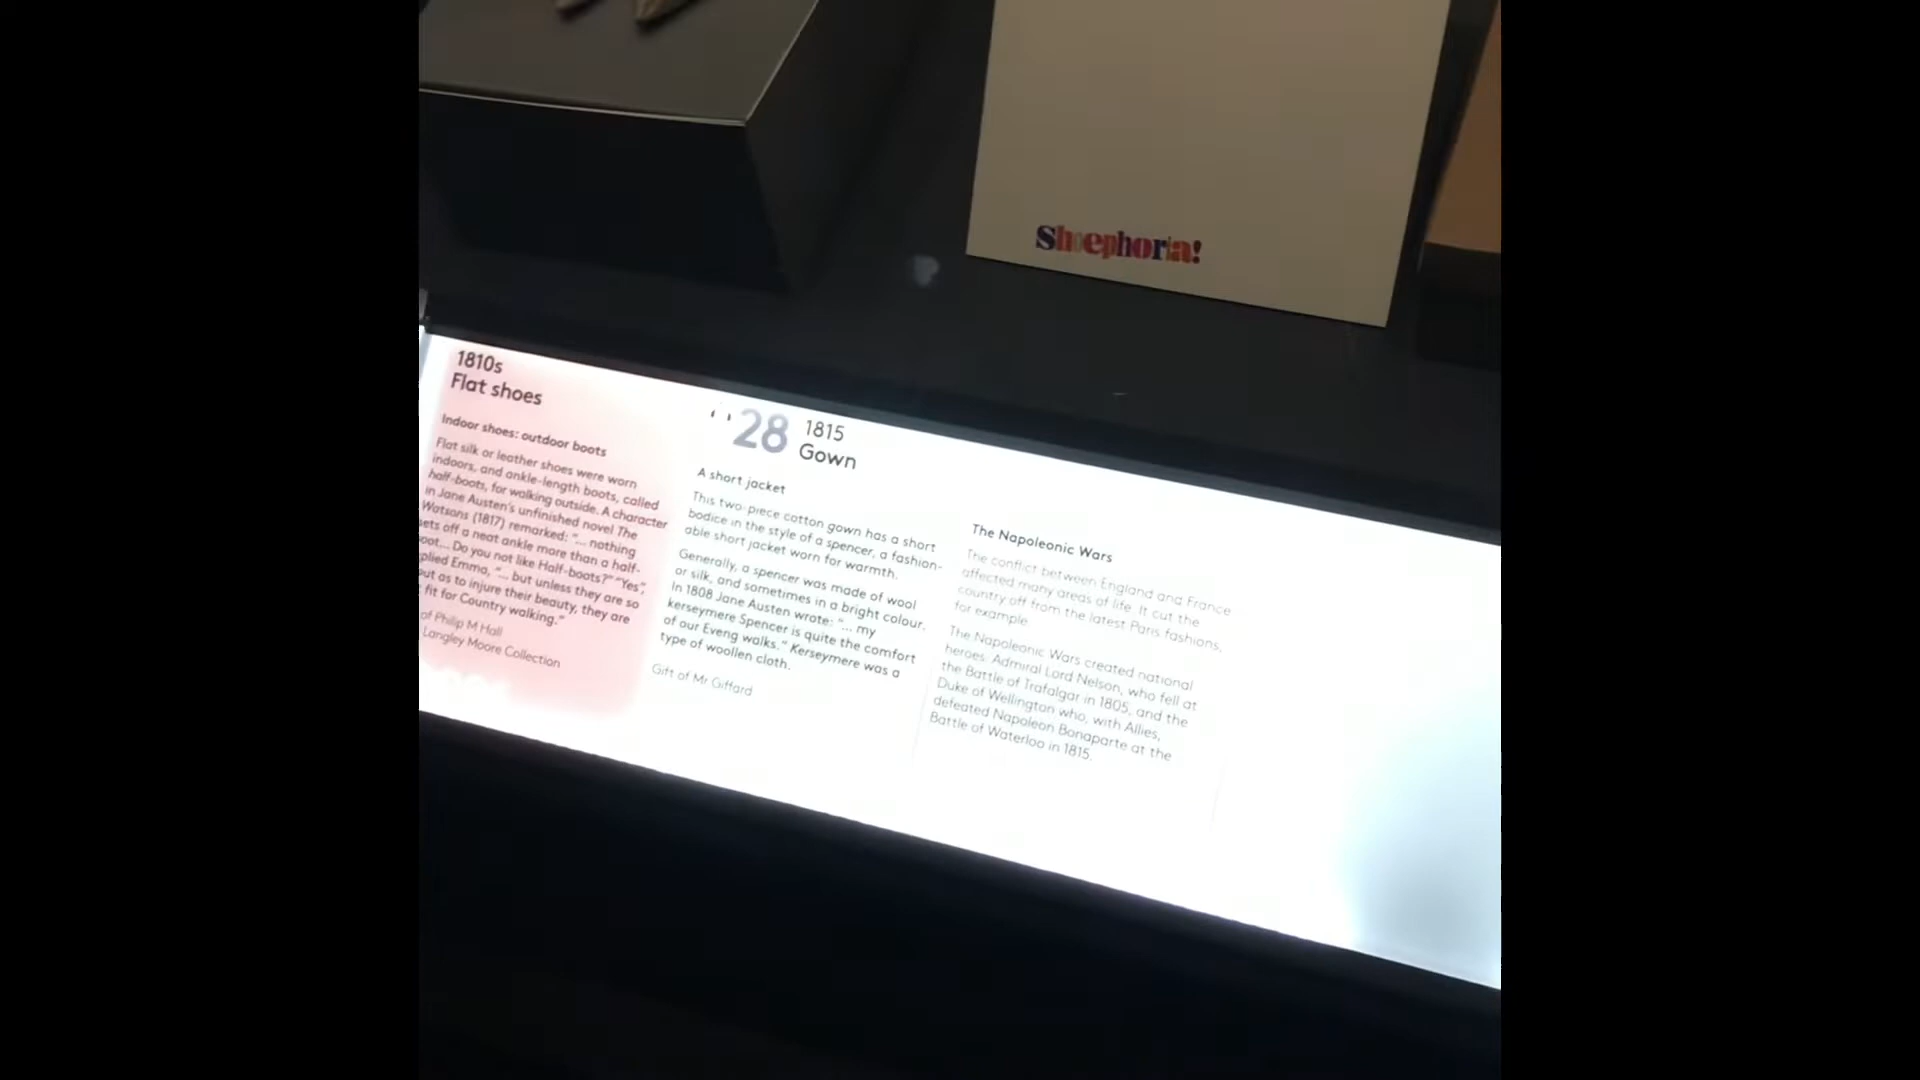 Shoephoria!
1810s
Flat shoes
Indoor shoes: outdoor boots
Flat silk or leather shoes were worn
indoors, and ankle-length boots, called
half-boots, for walking outside. A character
in Jane Austen's unfinished novel The
Watsons (1817) remarked: "... nothing
sets off a neat ankle more than a half-
boot... Do you not like Half-boots?" "Yes",
replied Emma, "... but unless they are so
out as to injure their beauty, they are
fit for Country walking."
of Philip M Hall
Langley Moore Collection
28
1815
Gown
A short jacket
This two-piece cotton gown has a short
bodice in the style of a spencer, a fashion-
able short jacket worn for warmth.
Generally, a spencer was made of wool
or silk, and sometimes in a bright colour.
In 1808 Jane Austen wrote: "... my
kerseymere Spencer is quite the comfort
of our Eveng walks." Kerseymere was a
type of woollen cloth.
Gift of Mr Giffard
The Napoleonic Wars
The conflict between England and France
affected many areas of life. It cut the
country off from the latest Paris fashions,
for example.
The Napoleonic Wars created national
heroes: Admiral Lord Nelson, who fell at
the Battle of Trafalgar in 1805, and the
Duke of Wellington who, with Allies,
defeated Napoleon Bonaparte at the
Battle of Waterloo in 1815.